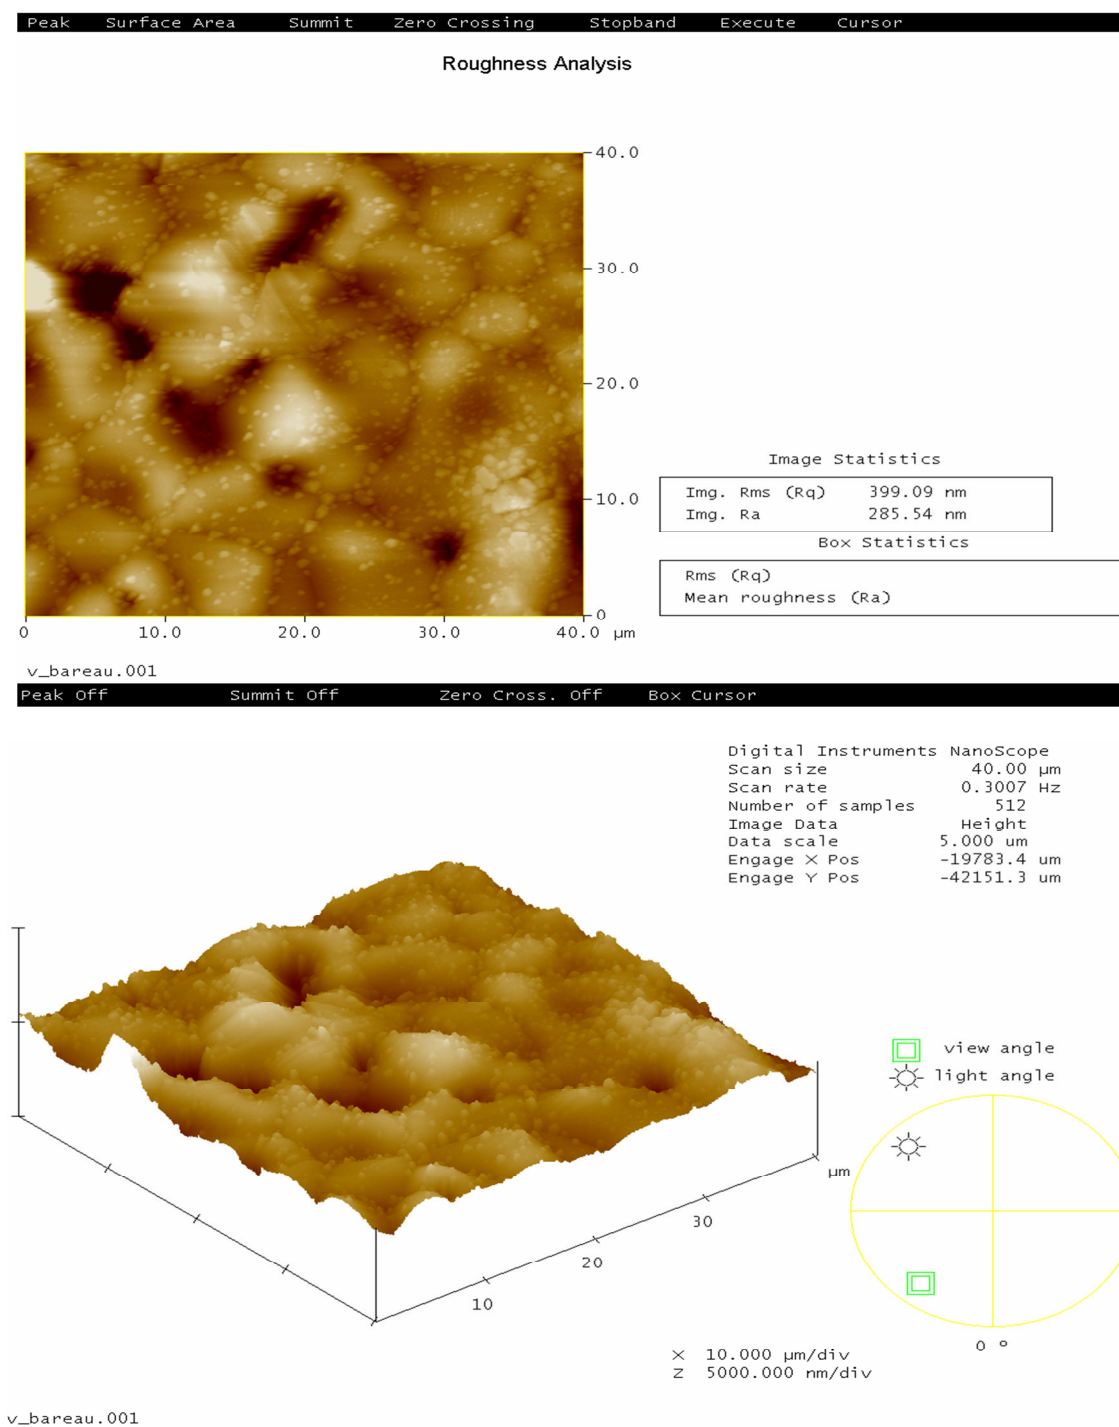 Peak Surface Area Summit Zero Crossing Stopband Execute Cursor
Roughness Analysis
40.0
30.0
20.0
10.0
0
0 10.0 20.0 30.0 40.0 µm
Image Statistics
Img. Rms (Rq) 399.09 nm
Img. Ra 285.54 nm
Box Statistics
Rms (Rq)
Mean roughness (Ra)
v_bareau.001
Peak Off Summit Off Zero Cross. Off Box Cursor
Digital Instruments NanoScope
Scan size 40.00 µm
Scan rate 0.3007 Hz
Number of samples 512
Image Data Height
Data scale 5.000 um
Engage X Pos -19783.4 um
Engage Y Pos -42151.3 um
view angle
light angle
µm
30
20
10
0 °
X 10.000 µm/div
Z 5000.000 nm/div
v_bareau.001